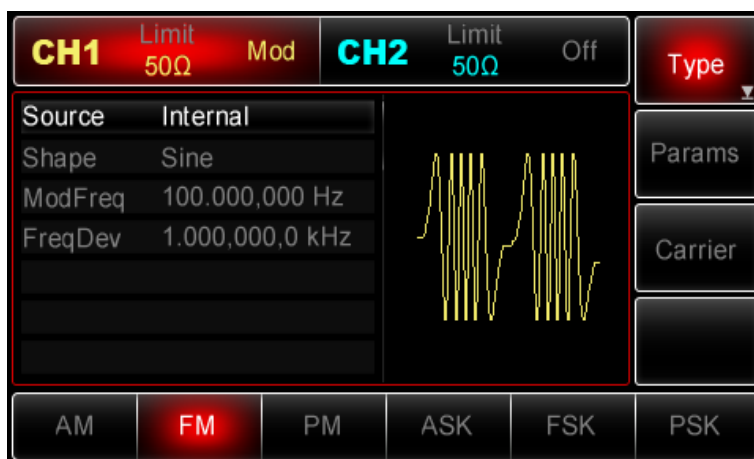 CH1 Limit 50Ω Mod CH2 Limit 50Ω Off Type
Source Internal
Shape Sine
ModFreq 100.000,000 Hz
FreqDev 1.000,000,0 kHz
Params
Carrier
AM FM PM ASK FSK PSK